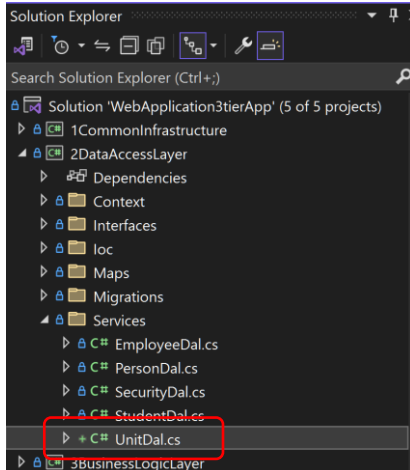 Solution Explorer
Search Solution Explorer (Ctrl+;)
Solution 'WebApplication3tierApp' (5 of 5 projects)
C# 1CommonInfrastructure
C# 2DataAccessLayer
Dependencies
Context
Interfaces
Ioc
Maps
Migrations
Services
C# EmployeeDal.cs
C# PersonDal.cs
C# SecurityDal.cs
C# StudentDal.cs
+ C# UnitDal.cs
C# 3BusinessLogicLayer